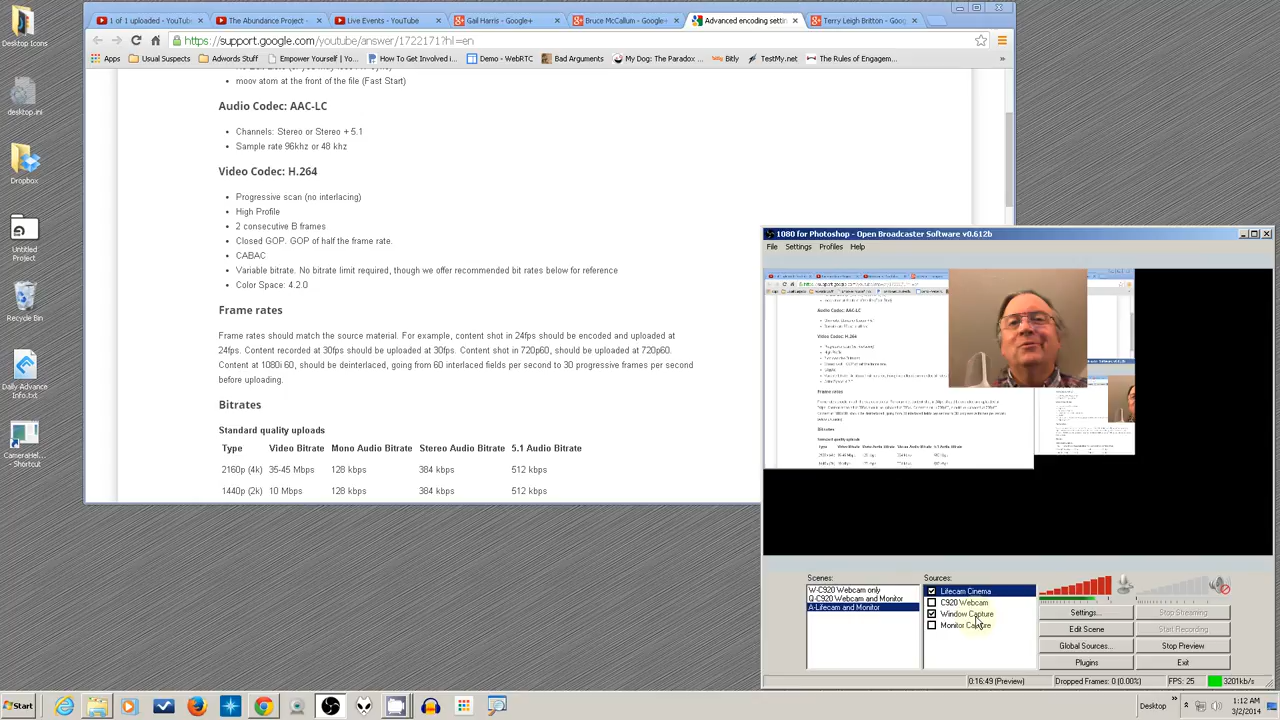 Desktop Icons
desktop.ini
Dropbox
Untitled
Project
Recycle Bin
Daily Advance
Info.txt
CameraHel...
Shortcut
1 of 1 uploaded - YouTub
The Abundance Project -
Live Events - YouTube
Gail Harris - Google+
Bruce McCallum - Google+
Advanced encoding settin
Terry Leigh Britton - Goog
https://support.google.com/youtube/answer/1722171?hl=en
Apps
Usual Suspects
Adwords Stuff
Empower Yourself | Yo...
How To Get Involved i...
Demo - WebRTC
Bad Arguments
My Dog: The Paradox ...
Bitly
TestMy.net
The Rules of Engagem...
moov atom at the front of the file (Fast Start)
Audio Codec: AAC-LC
Channels: Stereo or Stereo + 5.1
Sample rate 96khz or 48 khz
Video Codec: H.264
Progressive scan (no interlacing)
High Profile
2 consecutive B frames
Closed GOP. GOP of half the frame rate.
CABAC
Variable bitrate. No bitrate limit required, though we offer recommended bit rates below for reference
Color Space: 4.2.0
Frame rates
Frame rates should match the source material. For example, content shot in 24fps should be encoded and uploaded at
24fps. Content recorded at 30fps should be uploaded at 30fps. Content shot in 720p60, should be uploaded at 720p60.
Content at 1080i 60, should be deinterlaced, going from 60 interlaced fields per second to 30 progressive frames per second
before uploading.
Bitrates
Standard quality uploads
Type Video Bitrate Mono Audio Bitrate Stereo Audio Bitrate 5.1 Audio Bitrate
2160p (4k) 35-45 Mbps 128 kbps 384 kbps 512 kbps
1440p (2k) 10 Mbps 128 kbps 384 kbps 512 kbps
1080 for Photoshop - Open Broadcaster Software v0.612b
File Settings Profiles Help
Audio Codec: AAC-LC
Video Codec: H.264
Frame rates
Bitrates
Scenes:
W-C920 Webcam only
Q-C920 Webcam and Monitor
A-Lifecam and Monitor
Sources:
Lifecam Cinema
C920 Webcam
Window Capture
Monitor Capture
Settings...
Stop Streaming
Edit Scene
Start Recording
Global Sources...
Stop Preview
Plugins
Exit
0:16:49 (Preview)
Dropped Frames: 0 (0.00%)
FPS: 25
3201kb/s
Start
Desktop
1:12 AM
3/2/2014